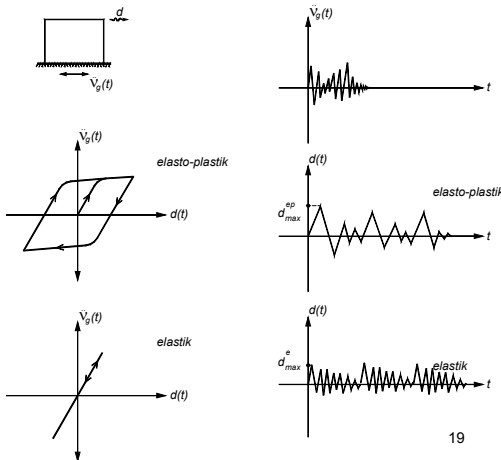 d
v̈g(t)
v̈g(t)
t
v̈g(t)
elasto-plastik
d(t)
d(t)
elasto-plastik
d^ep_max
t
v̈g(t)
elastik
d(t)
d(t)
d^e_max
elastik
t
19